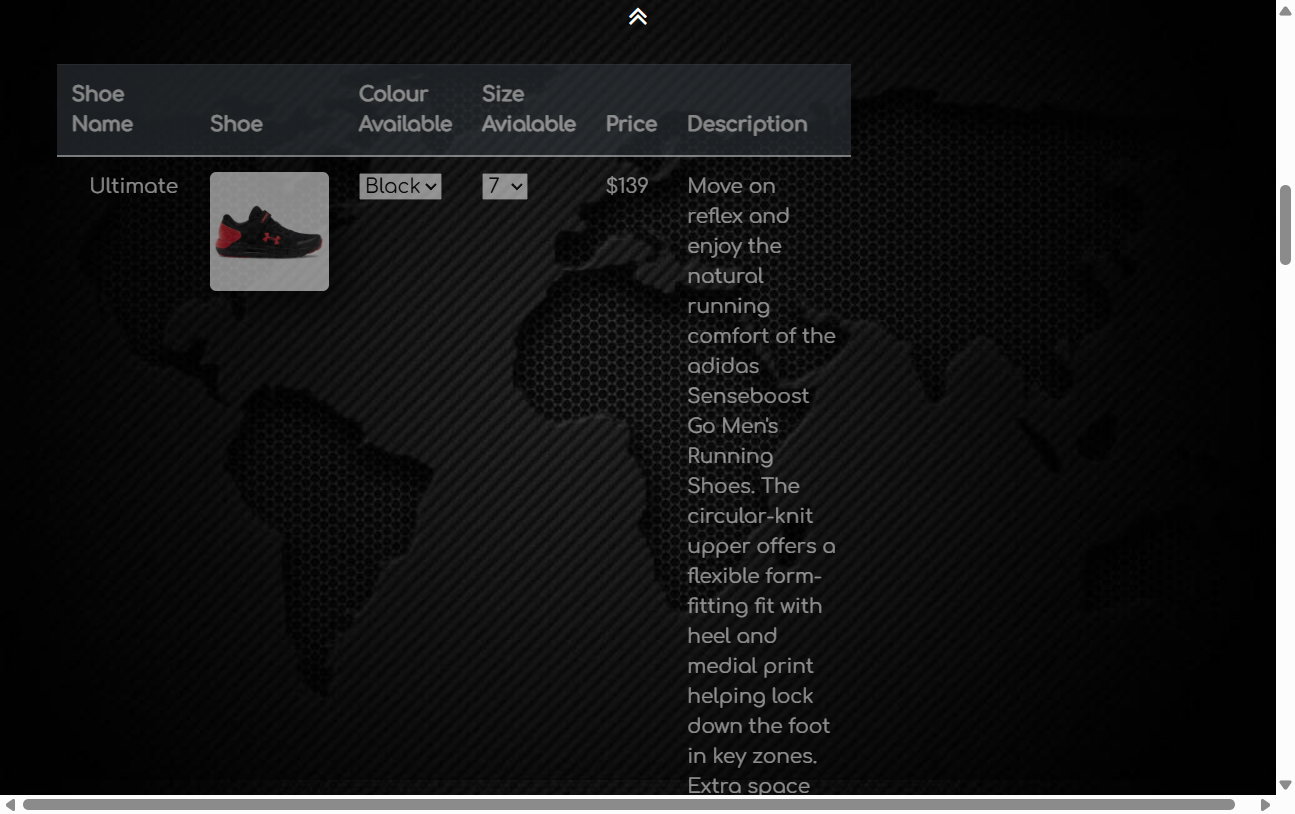 Shoe Name
Shoe
Colour Available
Size Avialable
Price
Description
Ultimate
Black
7
$139
Move on
reflex and
enjoy the
natural
running
comfort of the
adidas
Senseboost
Go Men's
Running
Shoes. The
circular-knit
upper offers a
flexible form-
fitting fit with
heel and
medial print
helping lock
down the foot
in key zones.
Extra space